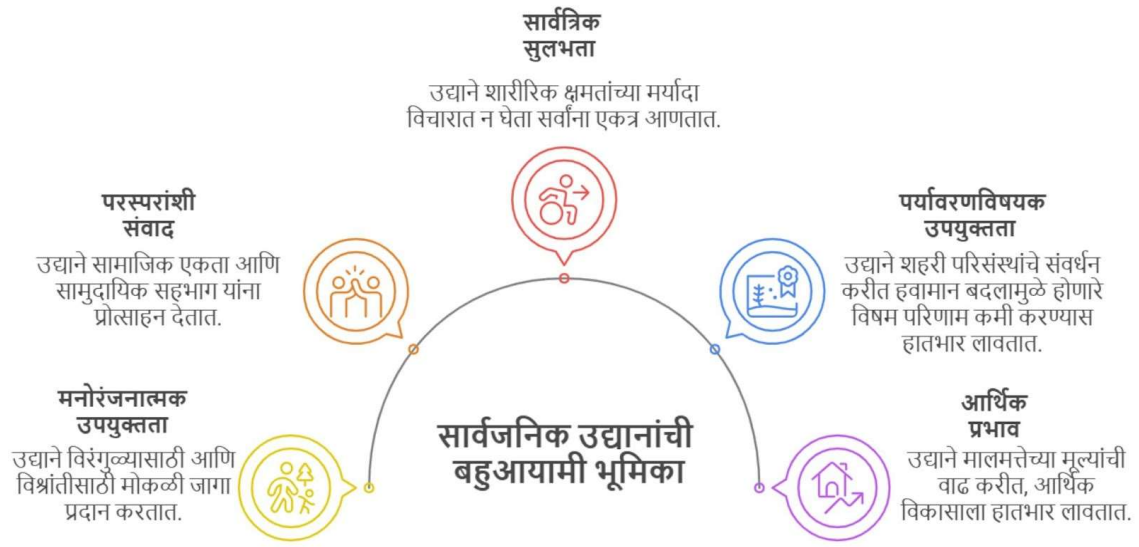 सार्वत्रिक
सुलभता
उद्याने शारीरिक क्षमतांच्या मर्यादा
विचारात न घेता सर्वांना एकत्र आणतात.
परस्परांशी
संवाद
उद्याने सामाजिक एकता आणि
सामुदायिक सहभाग यांना
प्रोत्साहन देतात.
पर्यावरणविषयक
उपयुक्तता
उद्याने शहरी परिसंस्थांचे संवर्धन
करीत हवामान बदलामुळे होणारे
विषम परिणाम कमी करण्यास
हातभार लावतात.
मनोरंजनात्मक
उपयुक्तता
उद्याने विरंगुळ्यासाठी आणि
विश्रांतीसाठी मोकळी जागा
प्रदान करतात.
सार्वजनिक उद्यानांची
बहुआयामी भूमिका
आर्थिक
प्रभाव
उद्याने मालमत्तेच्या मूल्यांची
वाढ करीत, आर्थिक
विकासाला हातभार लावतात.